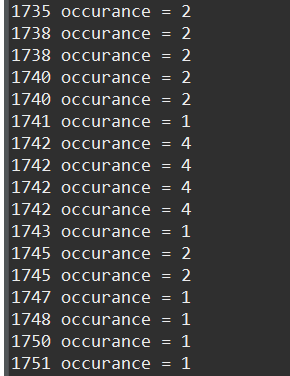 1735 occurance = 2
1738 occurance = 2
1738 occurance = 2
1740 occurance = 2
1740 occurance = 2
1741 occurance = 1
1742 occurance = 4
1742 occurance = 4
1742 occurance = 4
1742 occurance = 4
1743 occurance = 1
1745 occurance = 2
1745 occurance = 2
1747 occurance = 1
1748 occurance = 1
1750 occurance = 1
1751 occurance = 1